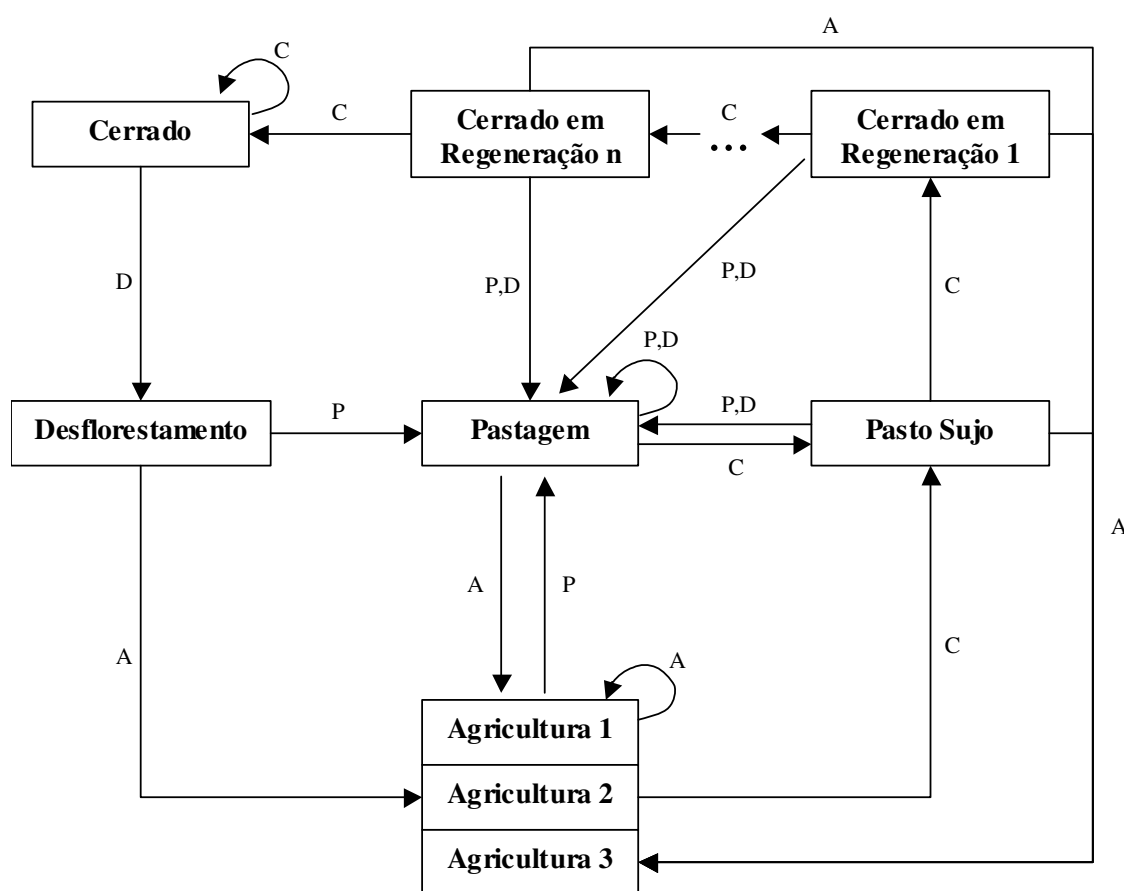 A
C
Cerrado
C
Cerrado em
Regeneração n
C
...
Cerrado em
Regeneração 1
D
P,D
P,D
C
P,D
Desflorestamento
P
Pastagem
P,D
C
Pasto Sujo
A
A
P
A
C
A
Agricultura 1
Agricultura 2
Agricultura 3